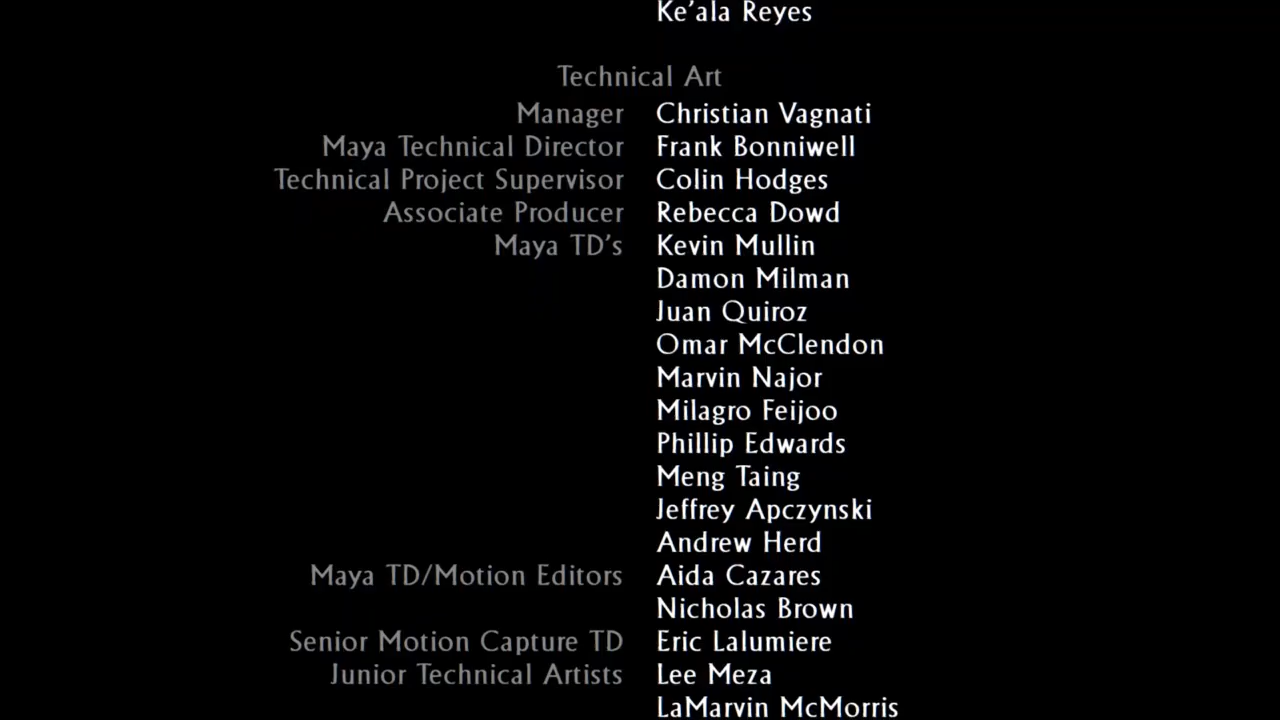 Ke'ala Reyes
Technical Art
Manager Christian Vagnati
Maya Technical Director Frank Bonniwell
Technical Project Supervisor Colin Hodges
Associate Producer Rebecca Dowd
Maya TD's Kevin Mullin
Damon Milman
Juan Quiroz
Omar McClendon
Marvin Najor
Milagro Feijoo
Phillip Edwards
Meng Taing
Jeffrey Apczynski
Andrew Herd
Maya TD/Motion Editors Aida Cazares
Nicholas Brown
Senior Motion Capture TD Eric Lalumiere
Junior Technical Artists Lee Meza
LaMarvin McMorris